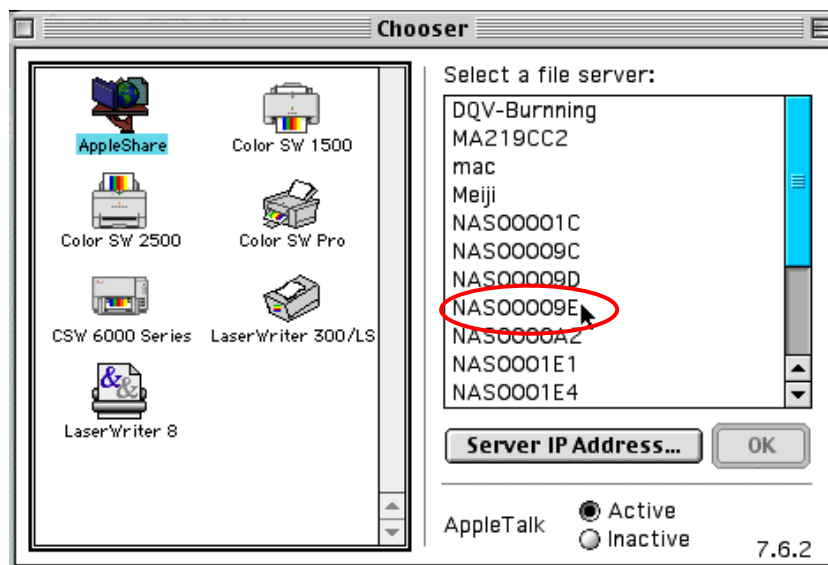 Chooser
AppleShare
Color SW 1500
Color SW 2500
Color SW Pro
CSW 6000 Series
LaserWriter 300/LS
&&
LaserWriter 8
Select a file server:
DQV-Burnning
MA219CC2
mac
Meiji
NAS00001C
NAS00009C
NAS00009D
NAS00009E
NAS0000A2
NAS0001E1
NAS0001E4
Server IP Address...
OK
AppleTalk
Active
Inactive
7.6.2